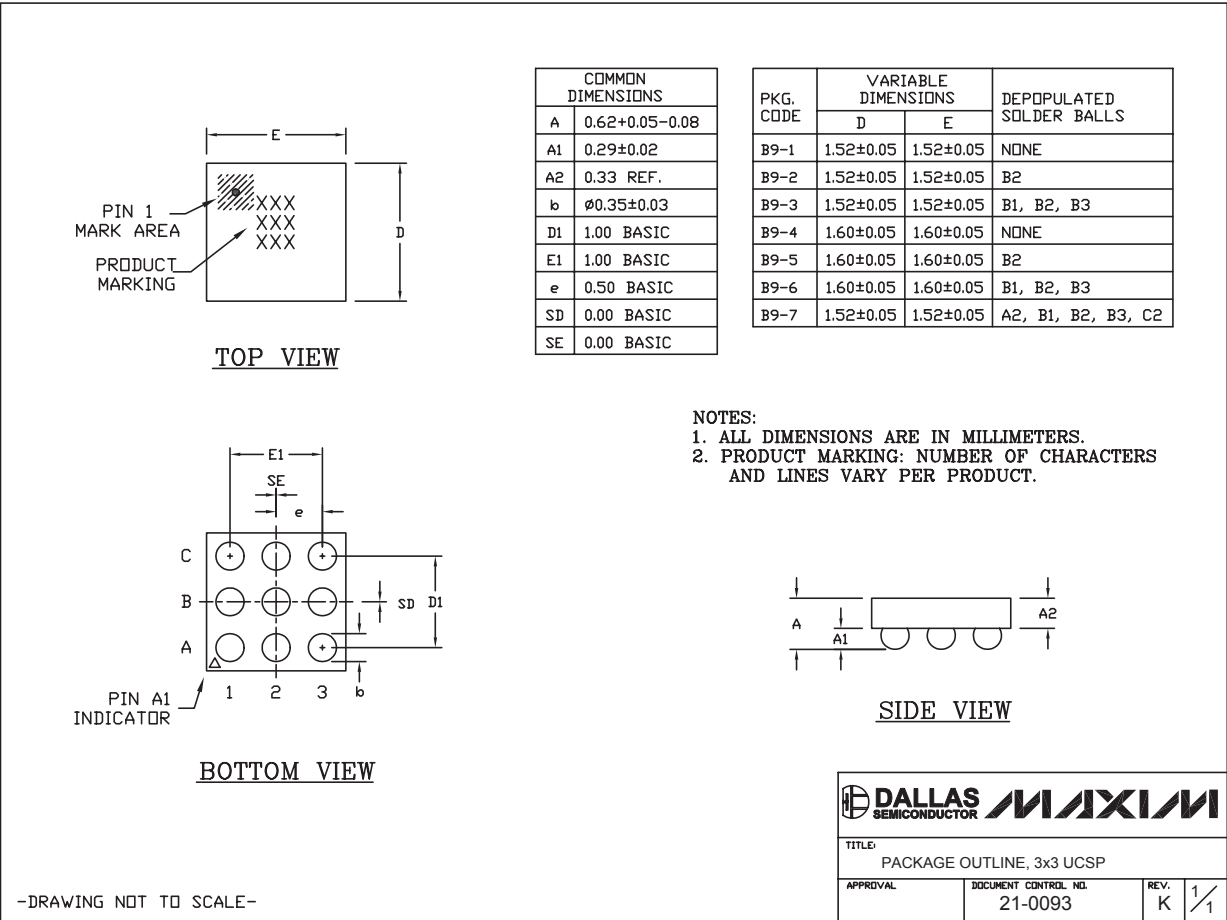 E
D
PIN 1
MARK AREA
XXX
XXX
XXX
PRODUCT
MARKING
TOP VIEW
COMMON
DIMENSIONS
A 0.62+0.05-0.08
A1 0.29±0.02
A2 0.33 REF.
b Ø0.35±0.03
D1 1.00 BASIC
E1 1.00 BASIC
e 0.50 BASIC
SD 0.00 BASIC
SE 0.00 BASIC
PKG.
CODE
VARIABLE
DIMENSIONS
D E
DEPOPULATED
SOLDER BALLS
B9-1 1.52±0.05 1.52±0.05 NONE
B9-2 1.52±0.05 1.52±0.05 B2
B9-3 1.52±0.05 1.52±0.05 B1, B2, B3
B9-4 1.60±0.05 1.60±0.05 NONE
B9-5 1.60±0.05 1.60±0.05 B2
B9-6 1.60±0.05 1.60±0.05 B1, B2, B3
B9-7 1.52±0.05 1.52±0.05 A2, B1, B2, B3, C2
NOTES:
1. ALL DIMENSIONS ARE IN MILLIMETERS.
2. PRODUCT MARKING: NUMBER OF CHARACTERS
AND LINES VARY PER PRODUCT.
E1
SE
e
C
B
SD D1
A
1 2 3 b
PIN A1
INDICATOR
BOTTOM VIEW
A A1 A2
SIDE VIEW
DALLAS
SEMICONDUCTOR
MAXIM
TITLE:
PACKAGE OUTLINE, 3x3 UCSP
APPROVAL
DOCUMENT CONTROL NO.
21-0093
REV.
K
1/1
-DRAWING NOT TO SCALE-